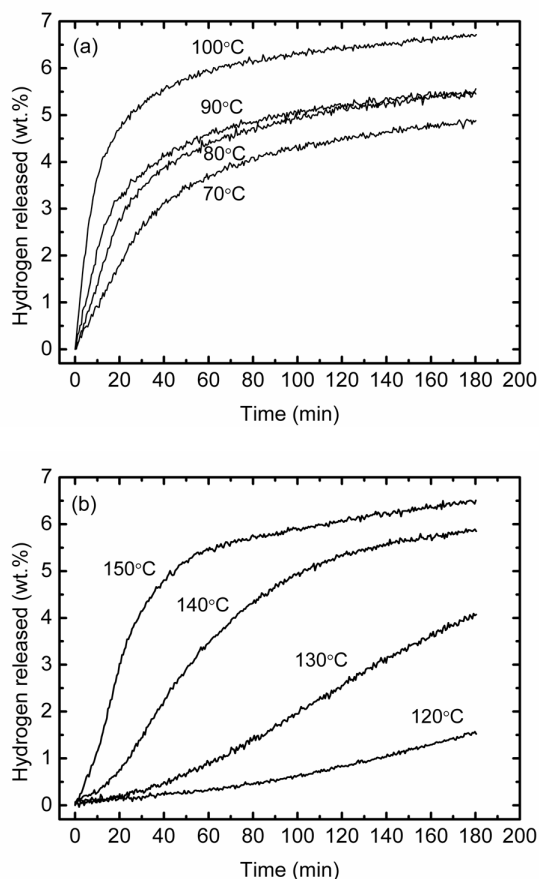 (a)
100°C
90°C
80°C
70°C
Hydrogen released (wt.%)
7
6
5
4
3
2
1
0
0 20 40 60 80 100 120 140 160 180 200
Time (min)
(b)
150°C
140°C
130°C
120°C
Hydrogen released (wt.%)
7
6
5
4
3
2
1
0
0 20 40 60 80 100 120 140 160 180 200
Time (min)